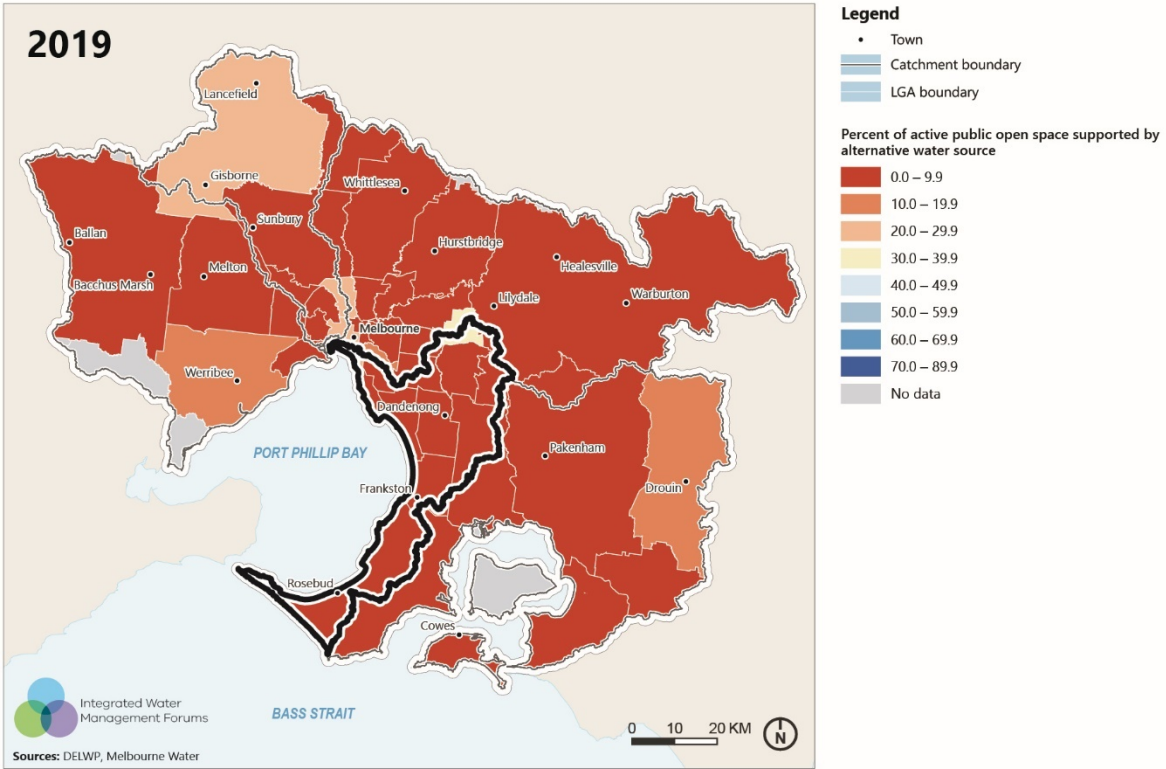 2019
Lancefield
Gisborne
Whittlesea
Sunbury
Ballan
Hurstbridge
Healesville
Bacchus Marsh
Melton
Lilydale
Warburton
Melbourne
Werribee
Dandenong
PORT PHILLIP BAY
Pakenham
Frankston
Drouin
Rosebud
Cowes
Integrated Water
Management Forums
BASS STRAIT
0 10 20 KM
N
Sources: DELWP, Melbourne Water
Legend
Town
Catchment boundary
LGA boundary
Percent of active public open space supported by
alternative water source
0.0 – 9.9
10.0 – 19.9
20.0 – 29.9
30.0 – 39.9
40.0 – 49.9
50.0 – 59.9
60.0 – 69.9
70.0 – 89.9
No data